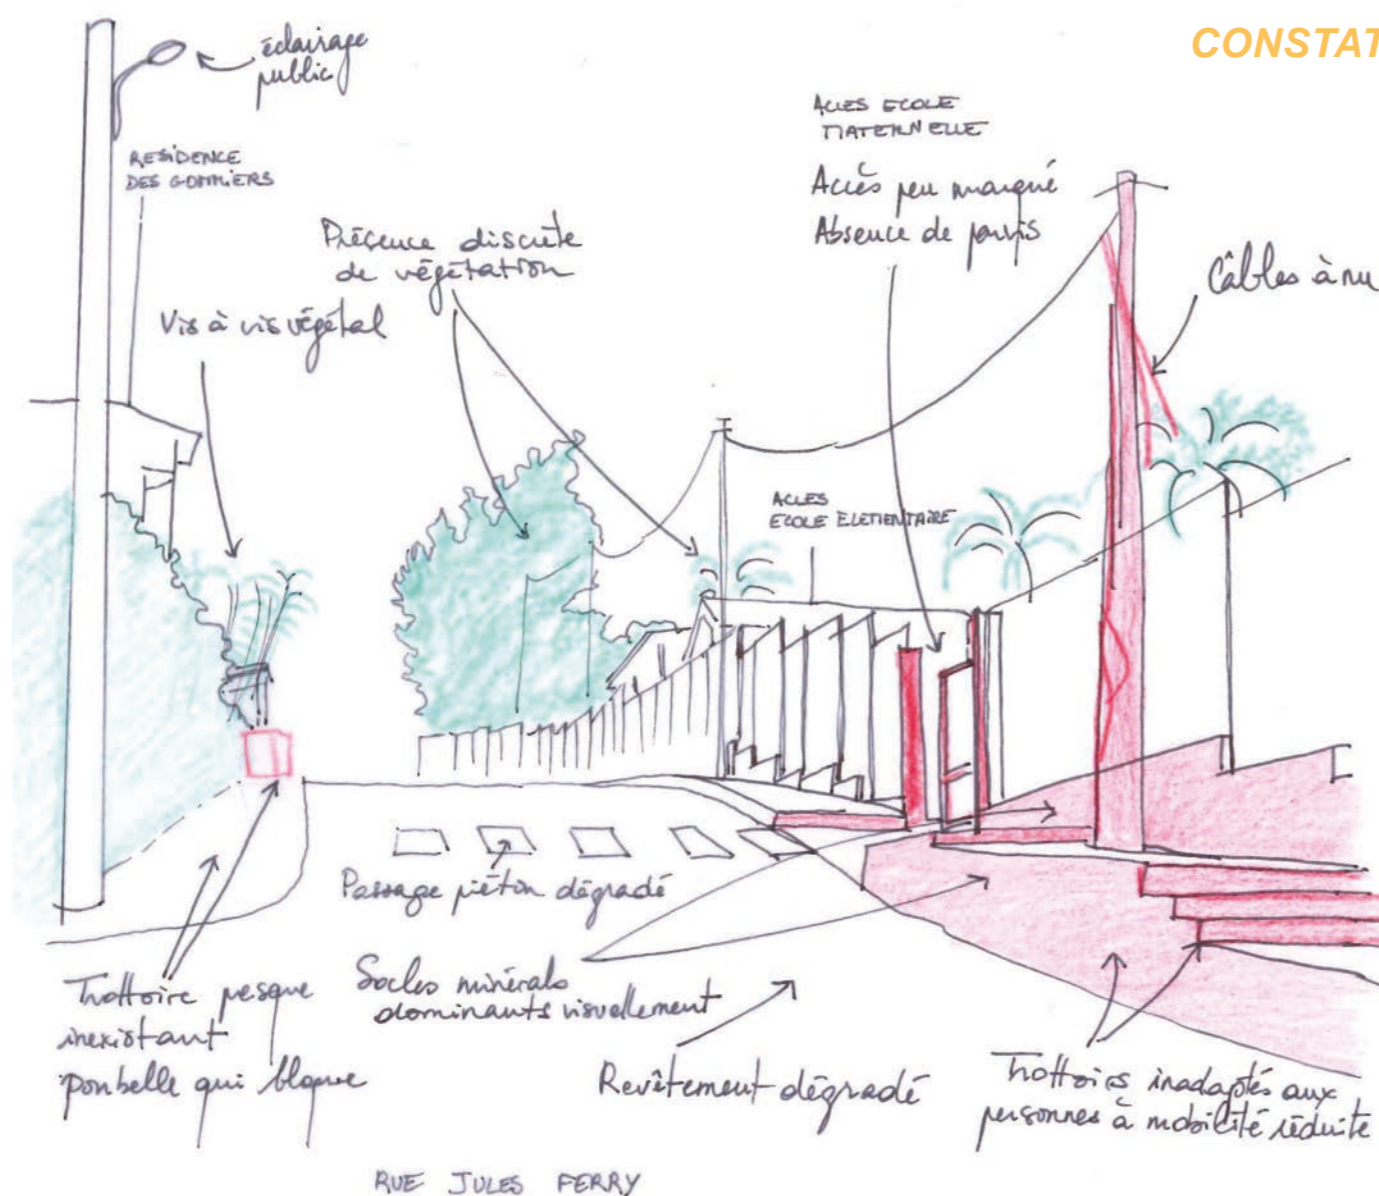 CONSTAT
éclairage
public
RESIDENCE
DES GOMMIERS
ACCES ECOLE
MATERNELLE
Accès peu marqué
Absence de parvis
Présence discrète
de végétation
Câbles à nu
Vis à vis végétal
ACCES
ECOLE ELEMENTAIRE
Passage piéton dégradé
Trottoire presque
inexistant
poubelle qui bloque
Socles minérals
dominants visuellement
Revêtement dégradé
Trottoirs inadaptés aux
personnes à mobilité réduite
RUE JULES FERRY